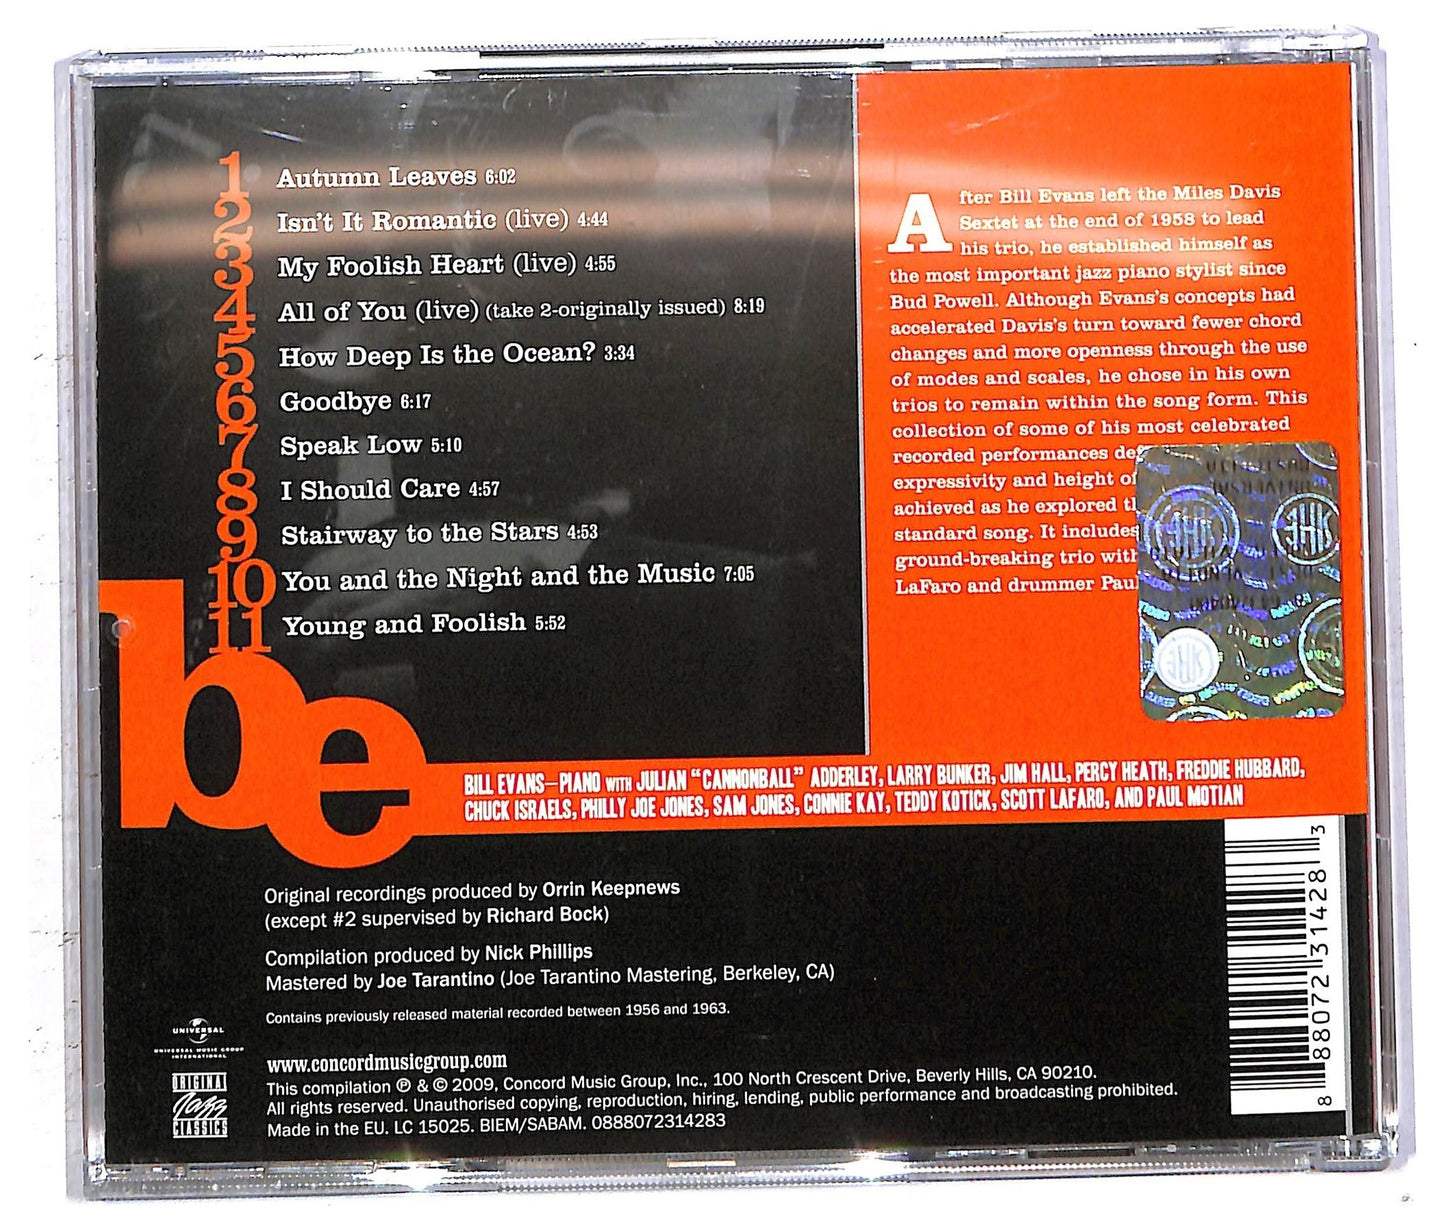 1 Autumn Leaves 6:02
2 Isn't It Romantic (live) 4:44
3 My Foolish Heart (live) 4:55
4 All of You (live) (take 2-originally issued) 8:19
5 How Deep Is the Ocean? 3:34
6 Goodbye 6:17
7 Speak Low 5:10
8 I Should Care 4:57
9 Stairway to the Stars 4:53
10 You and the Night and the Music 7:05
11 Young and Foolish 5:52
be
After Bill Evans left the Miles Davis
Sextet at the end of 1958 to lead
his trio, he established himself as
the most important jazz piano stylist since
Bud Powell. Although Evans's concepts had
accelerated Davis's turn toward fewer chord
changes and more openness through the use
of modes and scales, he chose in his own
trios to remain within the song form. This
collection of some of his most celebrated
recorded performances
expressivity and height of
achieved as he explored
standard song. It includes
ground-breaking trio with
LaFaro and drummer Paul
BILL EVANS—PIANO WITH JULIAN "CANNONBALL" ADDERLEY, LARRY BUNKER, JIM HALL, PERCY HEATH, FREDDIE HUBBARD,
CHUCK ISRAELS, PHILLY JOE JONES, SAM JONES, CONNIE KAY, TEDDY KOTICK, SCOTT LAFARO, AND PAUL MOTIAN
Original recordings produced by Orrin Keepnews
(except #2 supervised by Richard Bock)
Compilation produced by Nick Phillips
Mastered by Joe Tarantino (Joe Tarantino Mastering, Berkeley, CA)
Contains previously released material recorded between 1956 and 1963.
UNIVERSAL
UNIVERSAL MUSIC GROUP
INTERNATIONAL
ORIGINAL
Jazz
CLASSICS
www.concordmusicgroup.com
This compilation ℗ & © 2009, Concord Music Group, Inc., 100 North Crescent Drive, Beverly Hills, CA 90210.
All rights reserved. Unauthorised copying, reproduction, hiring, lending, public performance and broadcasting prohibited.
Made in the EU. LC 15025. BIEM/SABAM. 0888072314283
8 88072 31428 3